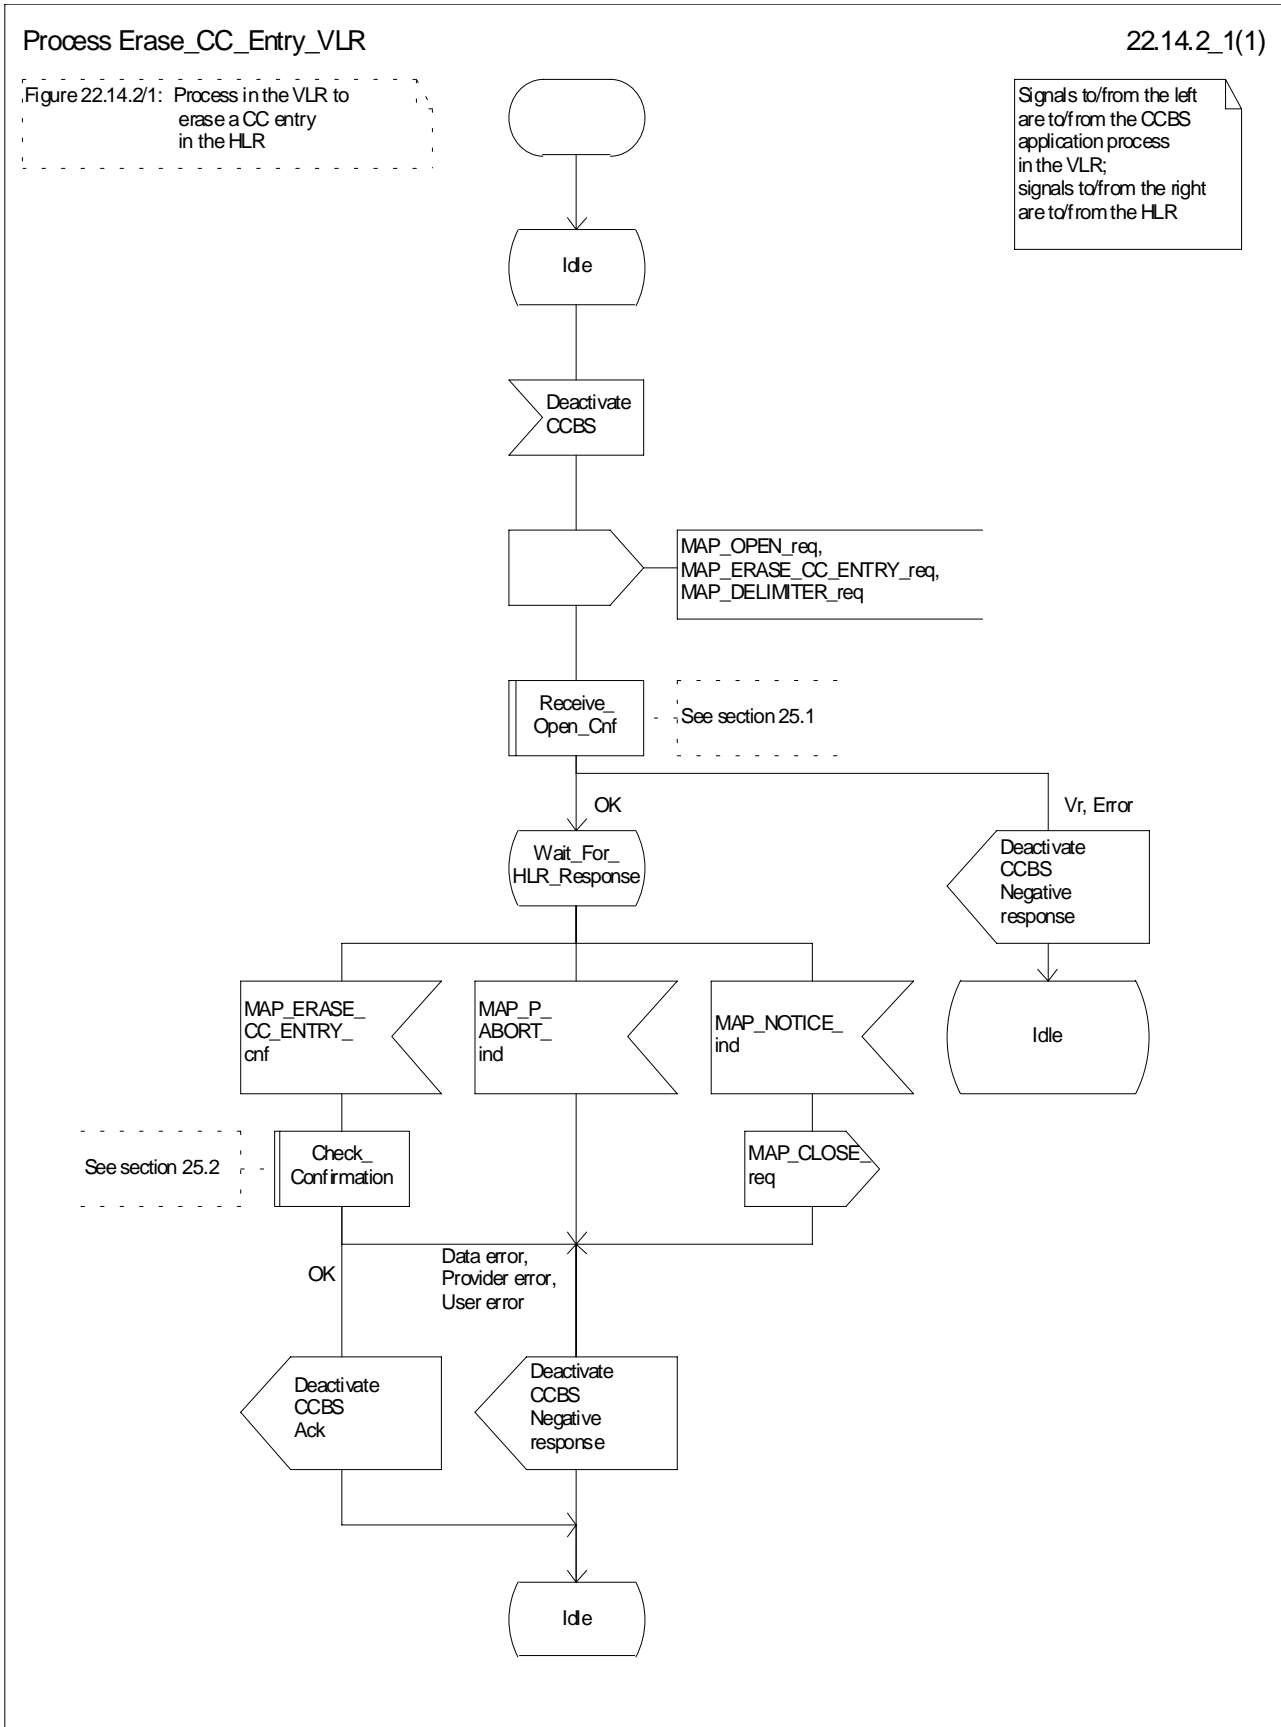 Process Erase_CC_Entry_VLR
22.14.2_1(1)
Figure 22.14.2/1: Process in the VLR to
erase a CC entry
in the HLR
Signals to/from the left
are to/from the CCBS
application process
in the VLR;
signals to/from the right
are to/from the HLR
Idle
Deactivate
CCBS
MAP_OPEN_req,
MAP_ERASE_CC_ENTRY_req,
MAP_DELIMITER_req
Receive_
Open_Cnf
See section 25.1
OK
Vr, Error
Wait_For_
HLR_Response
Deactivate
CCBS
Negative
response
MAP_ERASE_
CC_ENTRY_
cnf
MAP_P_
ABORT_
ind
MAP_NOTICE_
ind
Idle
See section 25.2
Check_
Confirmation
MAP_CLOSE_
req
OK
Data error,
Provider error,
User error
Deactivate
CCBS
Ack
Deactivate
CCBS
Negative
response
Idle